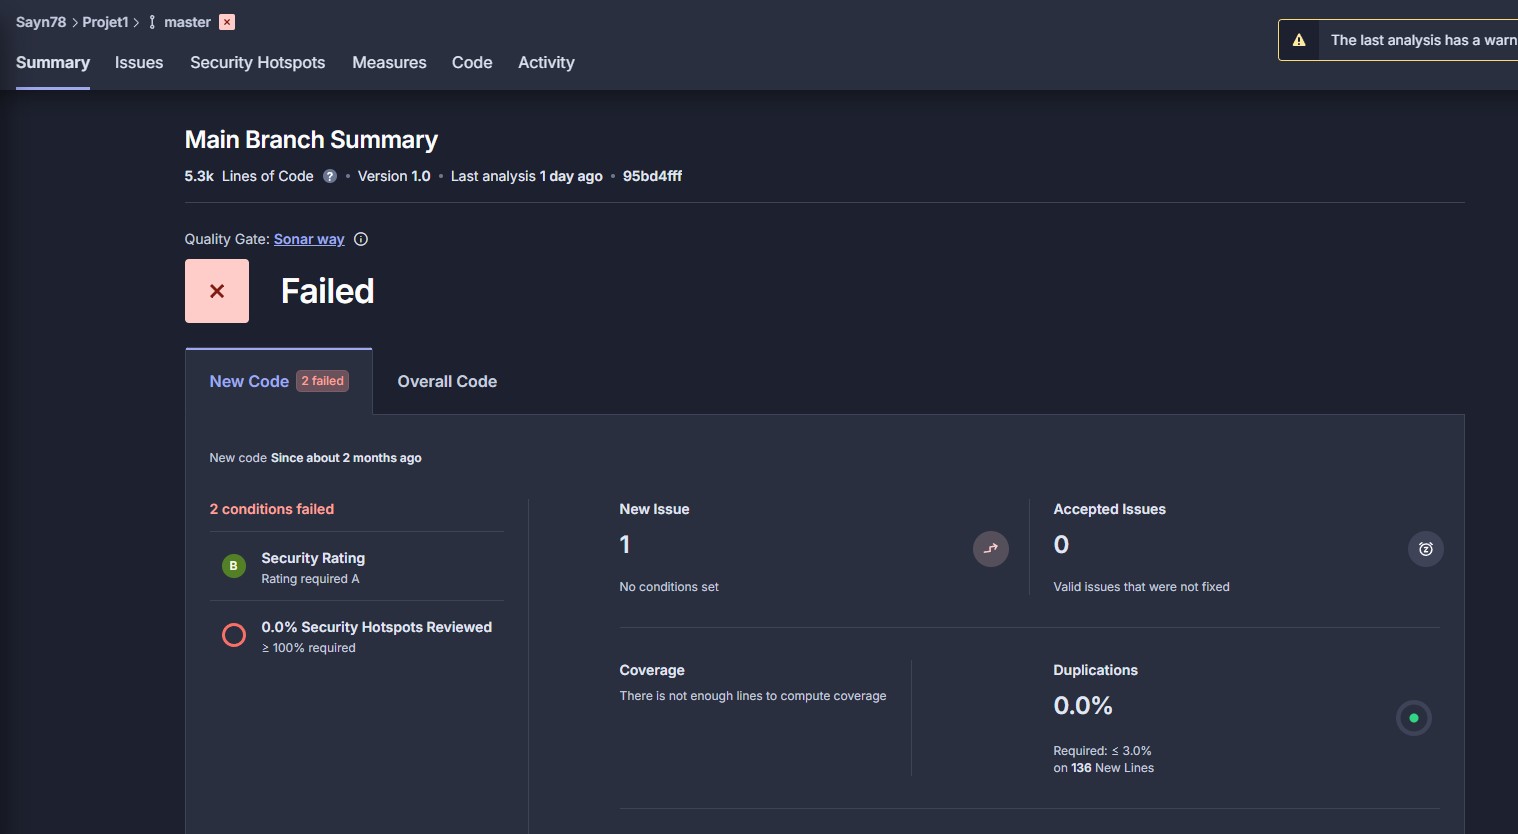 Sayn78 > Projet1 > master
The last analysis has a warn
Summary Issues Security Hotspots Measures Code Activity
Main Branch Summary
5.3k Lines of Code ? • Version 1.0 • Last analysis 1 day ago • 95bd4fff
Quality Gate: Sonar way
Failed
New Code 2 failed Overall Code
New code Since about 2 months ago
2 conditions failed
B
Security Rating
Rating required A
0.0% Security Hotspots Reviewed
≥ 100% required
New Issue
1
No conditions set
Accepted Issues
0
Valid issues that were not fixed
Coverage
There is not enough lines to compute coverage
Duplications
0.0%
Required: ≤ 3.0%
on 136 New Lines